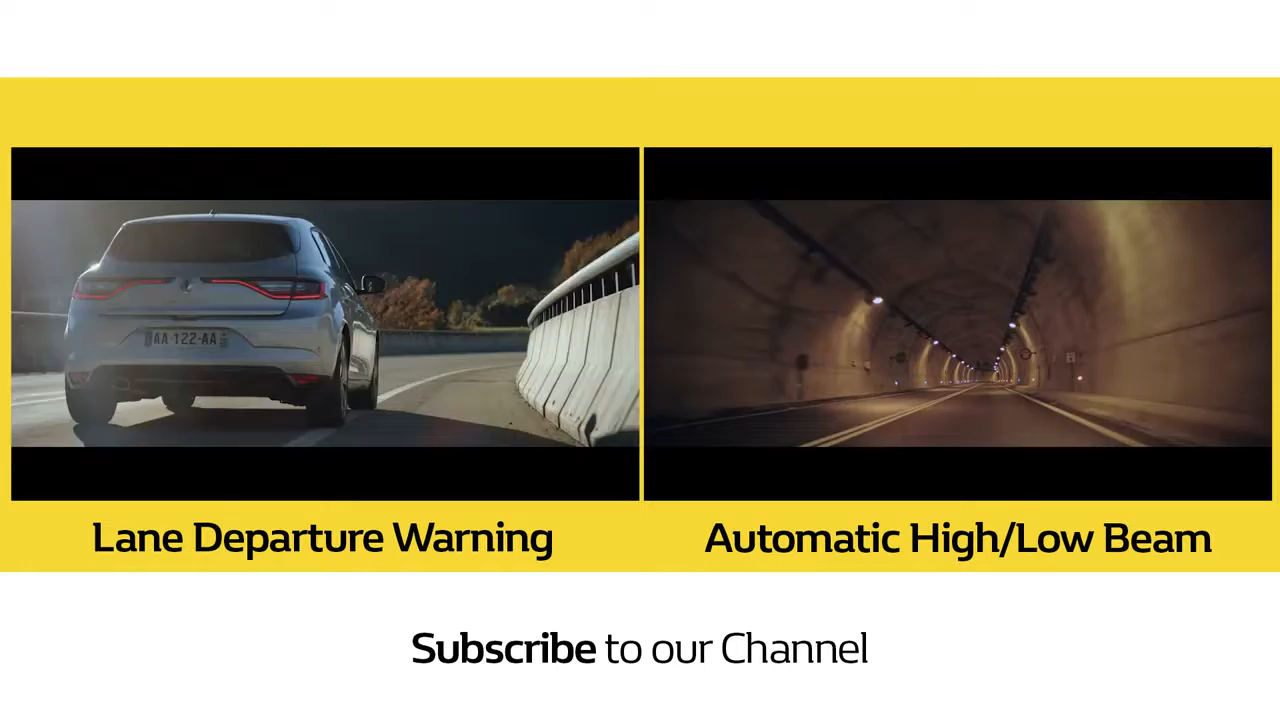 AA-122-AA
Lane Departure Warning
Automatic High/Low Beam
Subscribe to our Channel